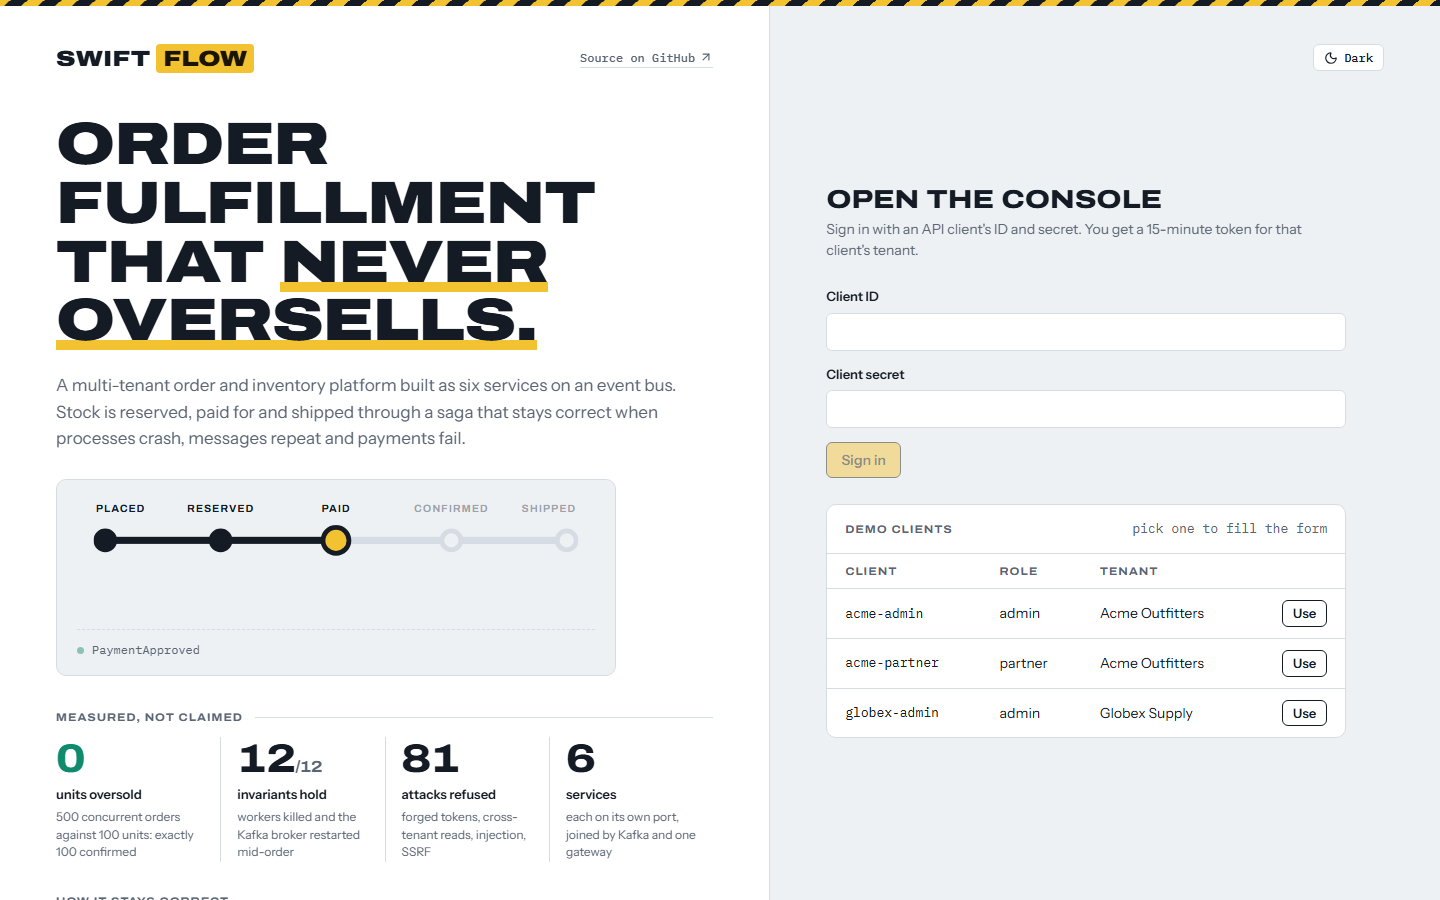 SWIFT FLOW
Source on GitHub
Dark
ORDER
FULFILLMENT
THAT NEVER
OVERSELLS.
A multi-tenant order and inventory platform built as six services on an event bus.
Stock is reserved, paid for and shipped through a saga that stays correct when
processes crash, messages repeat and payments fail.
PLACED RESERVED PAID CONFIRMED SHIPPED
PaymentApproved
MEASURED, NOT CLAIMED
0
units oversold
500 concurrent orders
against 100 units: exactly
100 confirmed
12/12
invariants hold
workers killed and the
Kafka broker restarted
mid-order
81
attacks refused
forged tokens, cross-
tenant reads, injection,
SSRF
6
services
each on its own port,
joined by Kafka and one
gateway
HOW IT STAYS CORRECT
OPEN THE CONSOLE
Sign in with an API client's ID and secret. You get a 15-minute token for that
client's tenant.
Client ID
Client secret
Sign in
DEMO CLIENTS pick one to fill the form
CLIENT ROLE TENANT
acme-admin admin Acme Outfitters Use
acme-partner partner Acme Outfitters Use
globex-admin admin Globex Supply Use